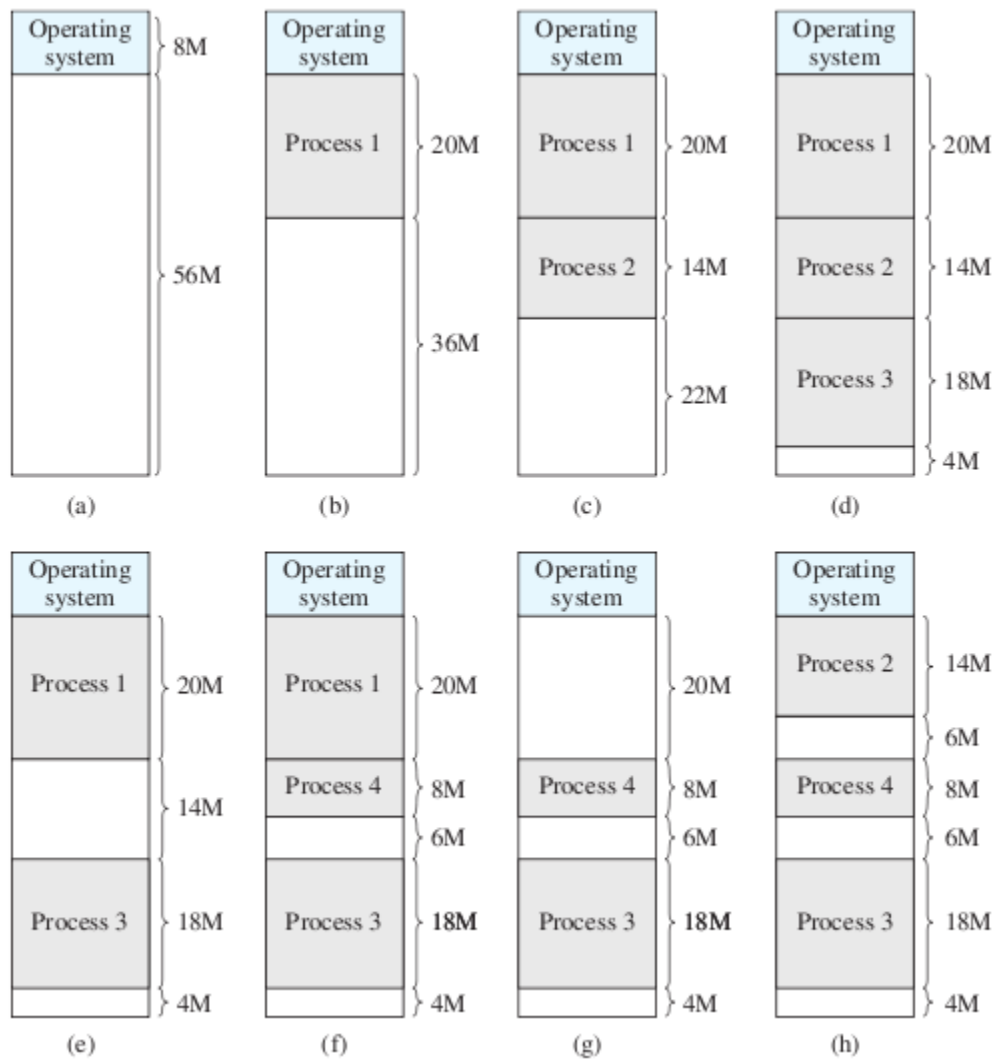 Operating
system
8M
56M
(a)
Operating
system
Process 1
20M
36M
(b)
Operating
system
Process 1
20M
Process 2
14M
22M
(c)
Operating
system
Process 1
20M
Process 2
14M
Process 3
18M
4M
(d)
Operating
system
Process 1
20M
14M
Process 3
18M
4M
(e)
Operating
system
Process 1
20M
Process 4
8M
6M
Process 3
18M
4M
(f)
Operating
system
20M
Process 4
8M
6M
Process 3
18M
4M
(g)
Operating
system
Process 2
14M
6M
Process 4
8M
6M
Process 3
18M
4M
(h)